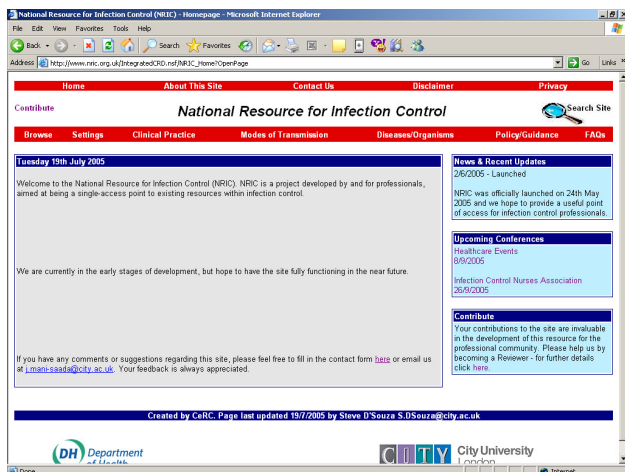 National Resource for Infection Control (NRIC) - Homepage - Microsoft Internet Explorer
File Edit View Favorites Tools Help
Back Search Favorites
Address http://www.nric.org.uk/IntegratedCRD.nsf/NRIC_Home?OpenPage Go Links »
Home About This Site Contact Us Disclaimer Privacy
Contribute National Resource for Infection Control Search Site
Browse Settings Clinical Practice Modes of Transmission Diseases/Organisms Policy/Guidance FAQs
Tuesday 19th July 2005
Welcome to the National Resource for Infection Control (NRIC). NRIC is a project developed by and for professionals,
aimed at being a single-access point to existing resources within infection control.
We are currently in the early stages of development, but hope to have the site fully functioning in the near future.
If you have any comments or suggestions regarding this site, please feel free to fill in the contact form here or email us
at j.mani-saada@city.ac.uk. Your feedback is always appreciated.
News & Recent Updates
2/6/2005 - Launched
NRIC was officially launched on 24th May
2005 and we hope to provide a useful point
of access for infection control professionals.
Upcoming Conferences
Healthcare Events
8/9/2005
Infection Control Nurses Association
26/9/2005
Contribute
Your contributions to the site are invaluable
in the development of this resource for the
professional community. Please help us by
becoming a Reviewer - for further details
click here.
Created by CeRC. Page last updated 19/7/2005 by Steve D'Souza S.DSouza@city.ac.uk
DH Department
of Health
CITY City University
London
Done Internet